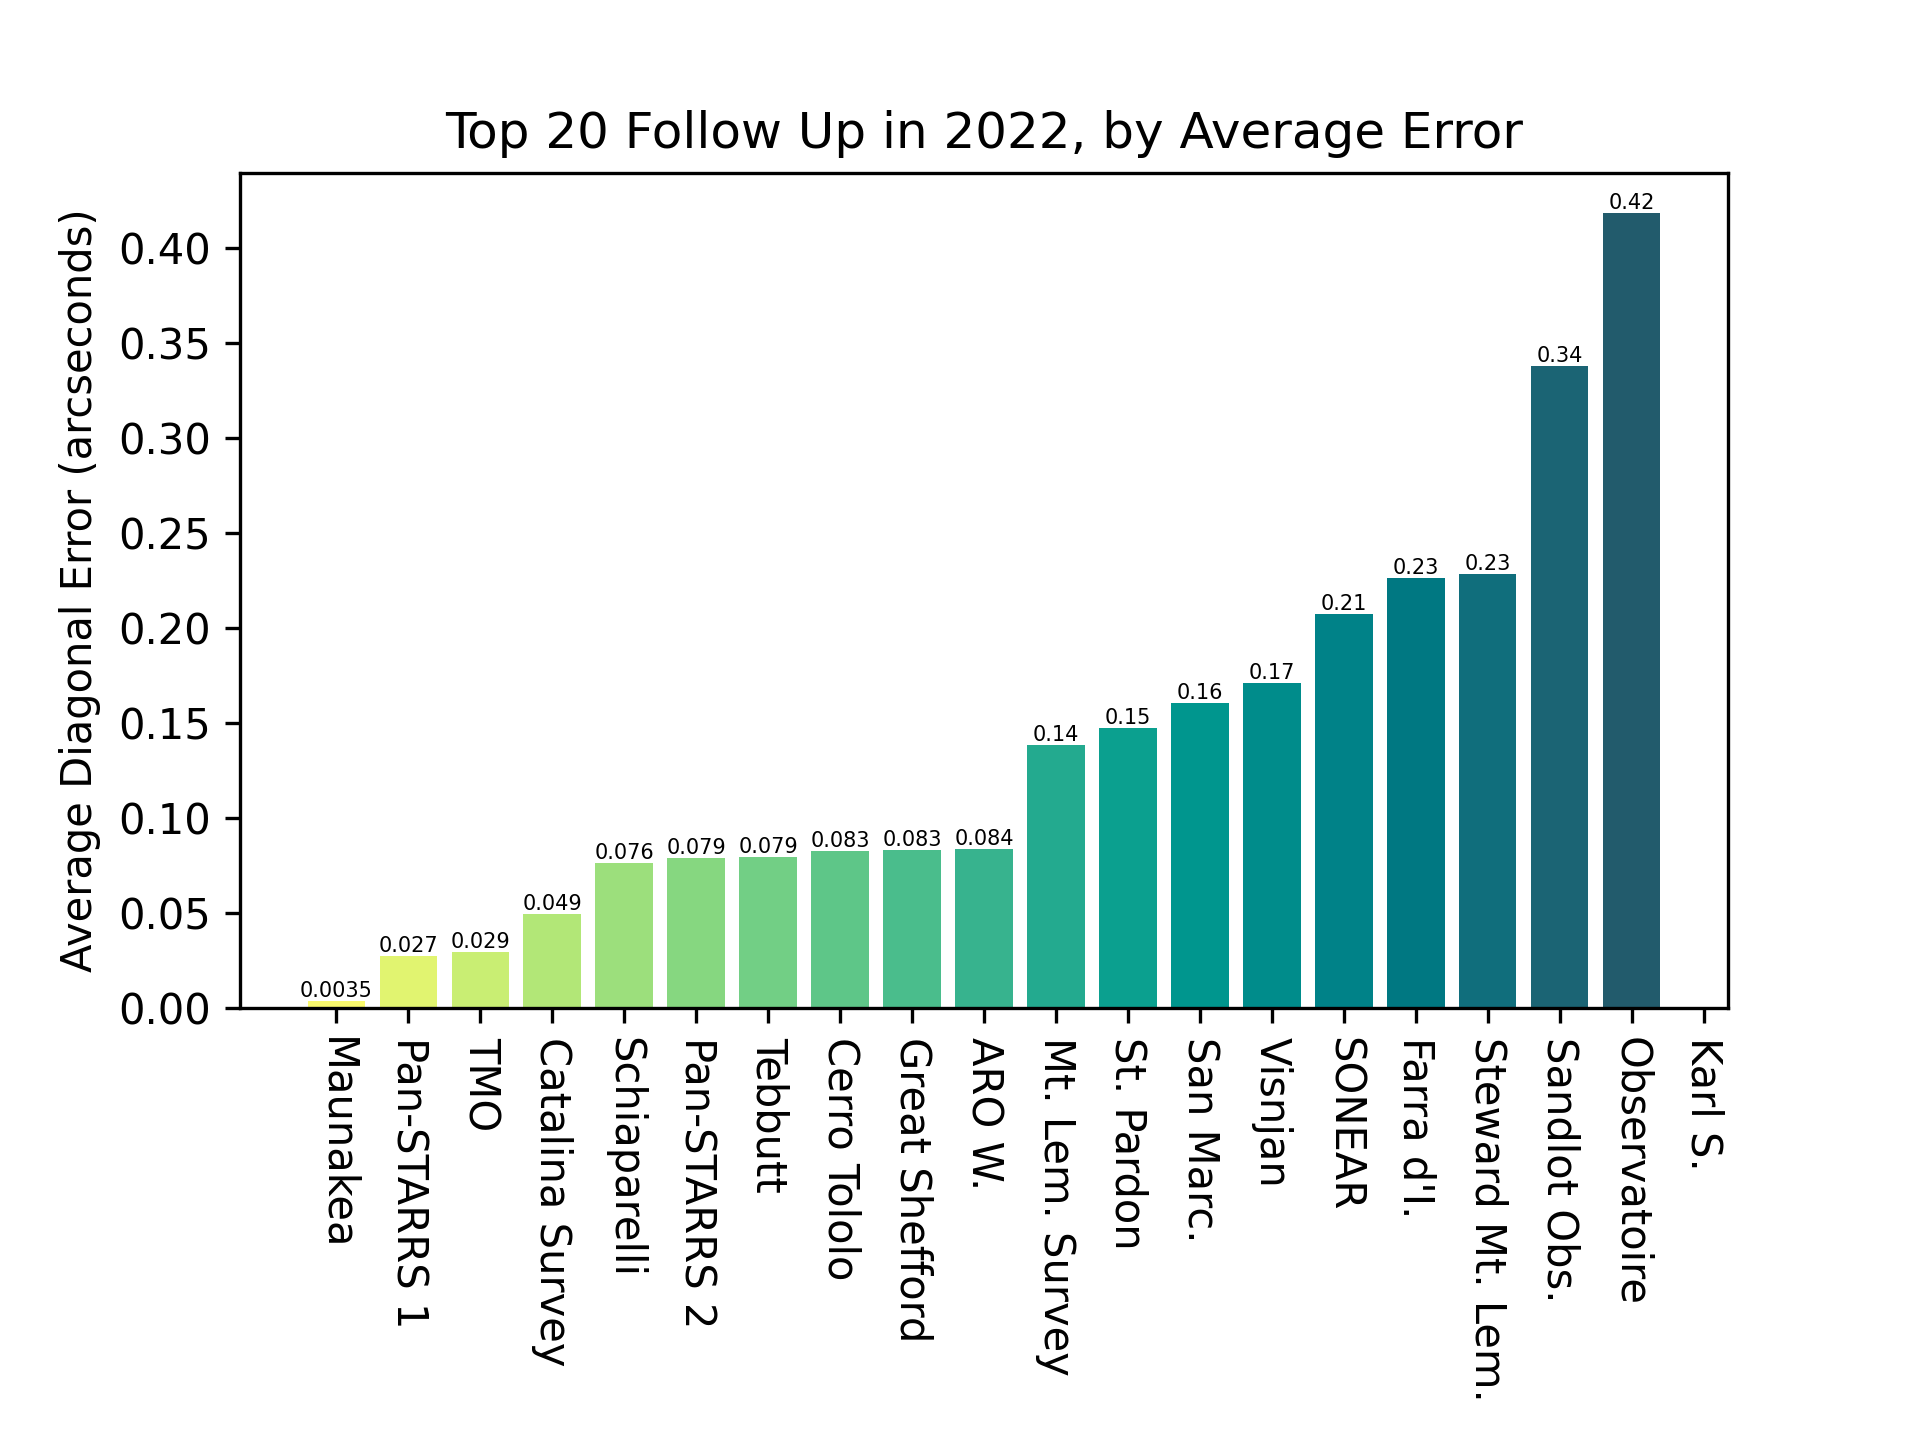 Top 20 Follow Up in 2022, by Average Error
Average Diagonal Error (arcseconds)
0.40
0.35
0.30
0.25
0.20
0.15
0.10
0.05
0.00
0.0035
0.027
0.029
0.049
0.076
0.079
0.079
0.083
0.083
0.084
0.14
0.15
0.16
0.17
0.21
0.23
0.23
0.34
0.42
Maunakea
Pan-STARRS 1
TMO
Catalina Survey
Schiaparelli
Pan-STARRS 2
Tebbutt
Cerro Tololo
Great Shefford
ARO W.
Mt. Lem. Survey
St. Pardon
San Marc.
Visnjan
SONEAR
Farra d'I.
Steward Mt. Lem.
Sandlot Obs.
Observatoire
Karl S.